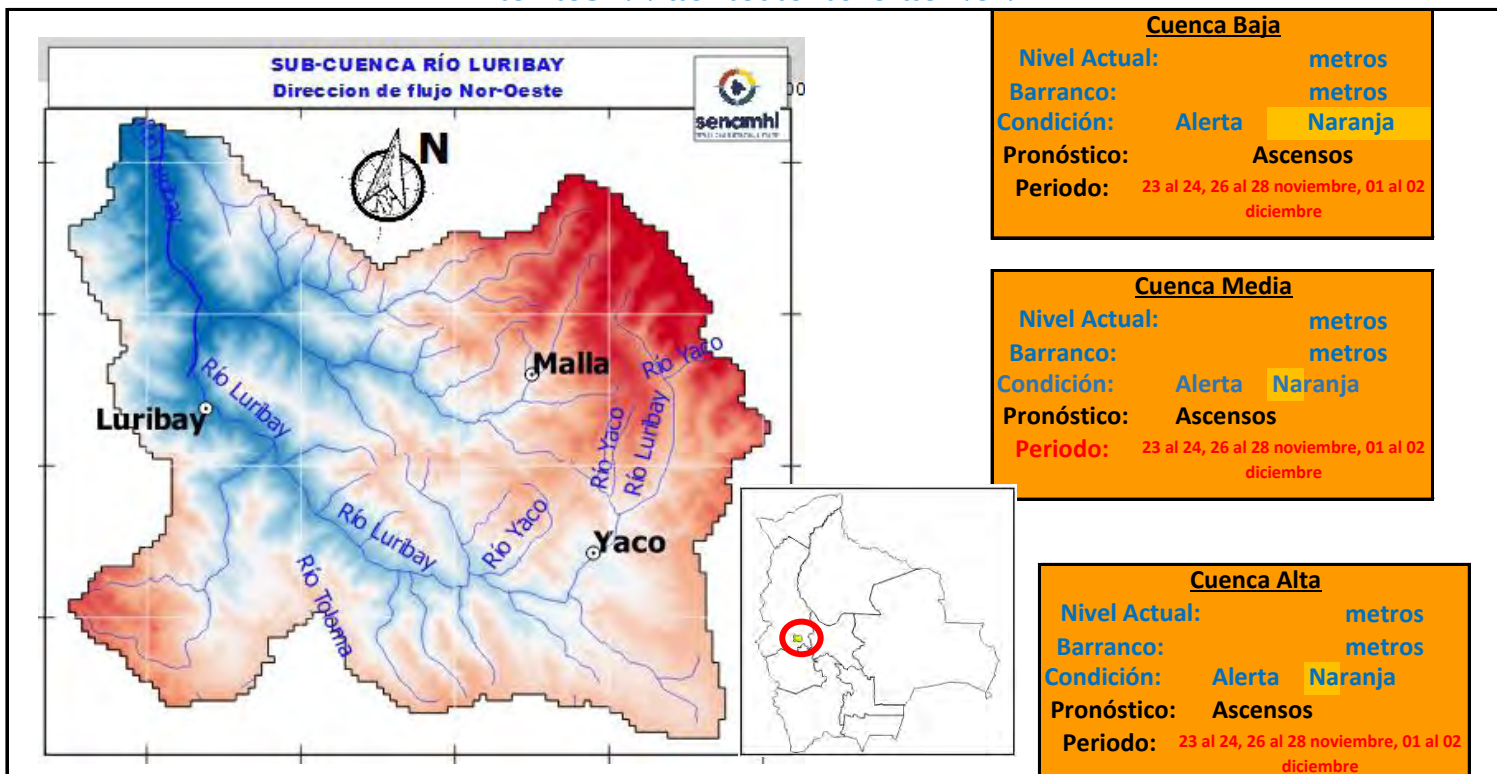 SUB-CUENCA RÍO LURIBAY
Direccion de flujo Nor-Oeste
senamhi
00
N
Río Luribay
Malla
Río Yaco
Luribay
Río Luribay
Río Yaco
Río Luribay
Río Luribay
Río Yaco
Yaco
Río Tolama
Cuenca Baja
Nivel Actual: metros
Barranco: metros
Condición: Alerta Naranja
Pronóstico: Ascensos
Periodo: 23 al 24, 26 al 28 noviembre, 01 al 02
diciembre
Cuenca Media
Nivel Actual: metros
Barranco: metros
Condición: Alerta Naranja
Pronóstico: Ascensos
Periodo: 23 al 24, 26 al 28 noviembre, 01 al 02
diciembre
Cuenca Alta
Nivel Actual: metros
Barranco: metros
Condición: Alerta Naranja
Pronóstico: Ascensos
Periodo: 23 al 24, 26 al 28 noviembre, 01 al 02
diciembre